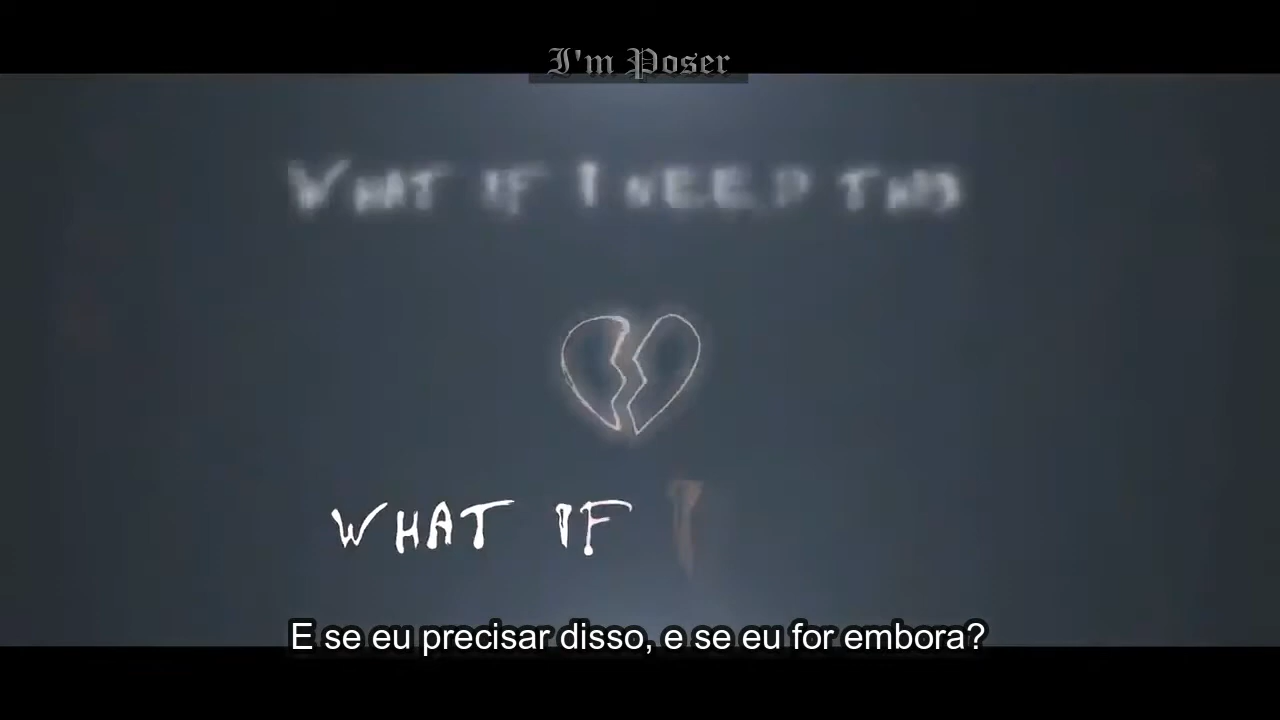 I'm Poser
WHAT IF I NEED THIS
WHAT IF I
E se eu precisar disso, e se eu for embora?